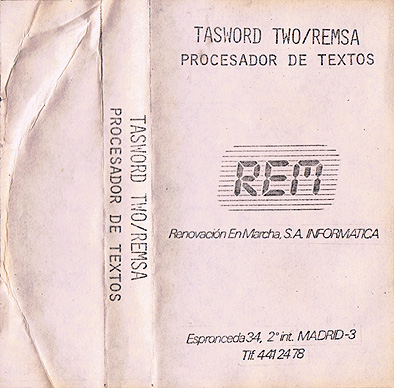 TASWORD TWO/REMSA
PROCESADOR DE TEXTOS
REM
Renovación En Marcha, S.A. INFORMATICA
Espronceda 34, 2º int. MADRID-3
Tlf. 441 24 78
TASWORD TWO/REMSA
PROCESADOR DE TEXTOS